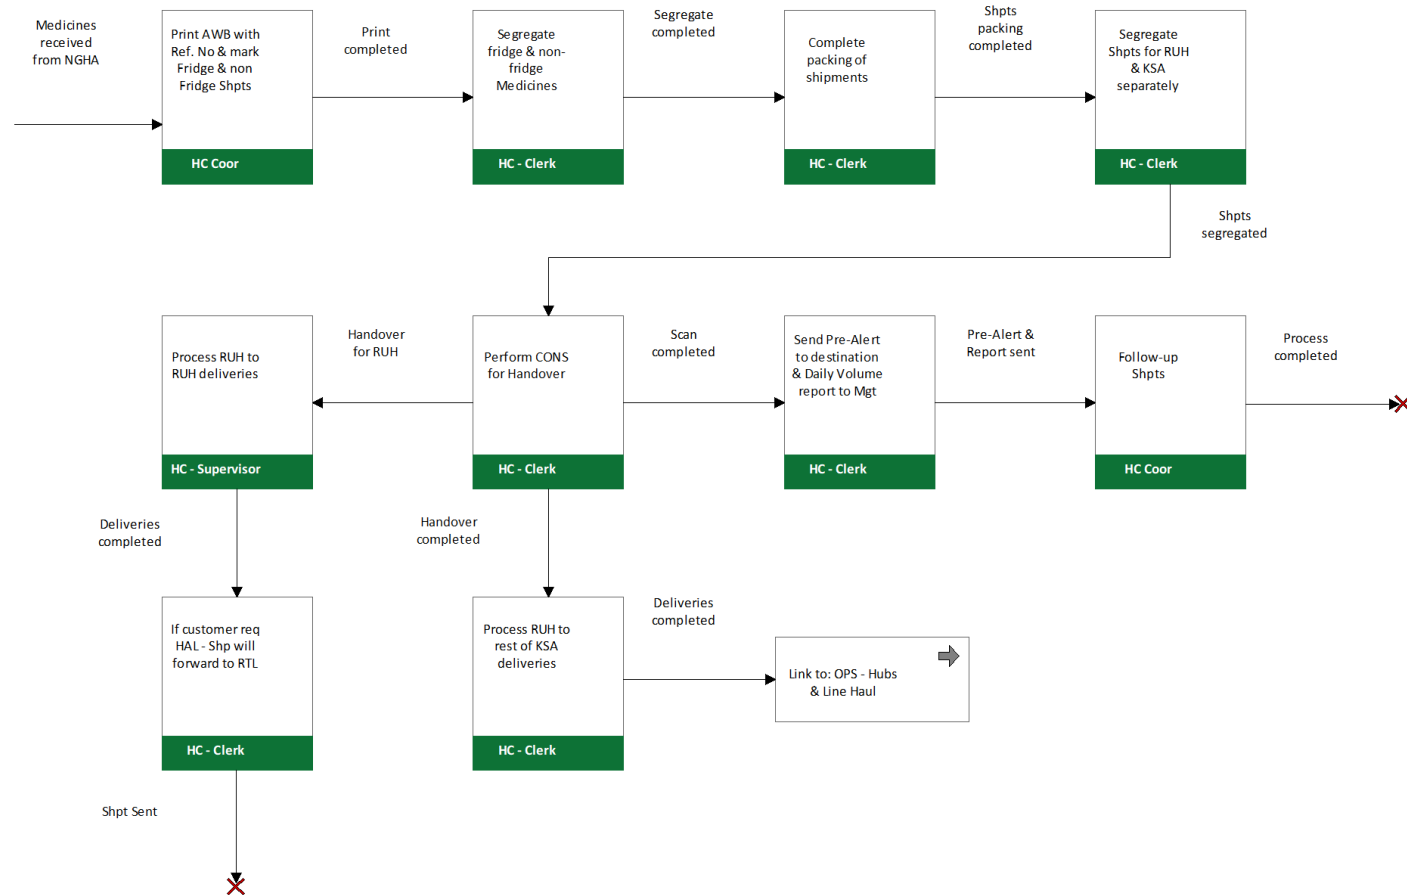 Medicines
received
from NGHA
Print AWB with
Ref. No & mark
Fridge & non
Fridge Shpts
HC Coor
Print
completed
Segregate
fridge & non-
fridge
Medicines
HC - Clerk
Segregate
completed
Complete
packing of
shipments
HC - Clerk
Shpts
packing
completed
Segregate
Shpts for RUH
& KSA
separately
HC - Clerk
Shpts
segregated
Process RUH to
RUH deliveries
HC - Supervisor
Handover
for RUH
Perform CONS
for Handover
HC - Clerk
Scan
completed
Send Pre-Alert
to destination
& Daily Volume
report to Mgt
HC - Clerk
Pre-Alert &
Report sent
Follow-up
Shpts
HC Coor
Process
completed
Deliveries
completed
Handover
completed
If customer req
HAL - Shp will
forward to RTL
HC - Clerk
Process RUH to
rest of KSA
deliveries
HC - Clerk
Deliveries
completed
Link to: OPS - Hubs
& Line Haul
Shpt Sent